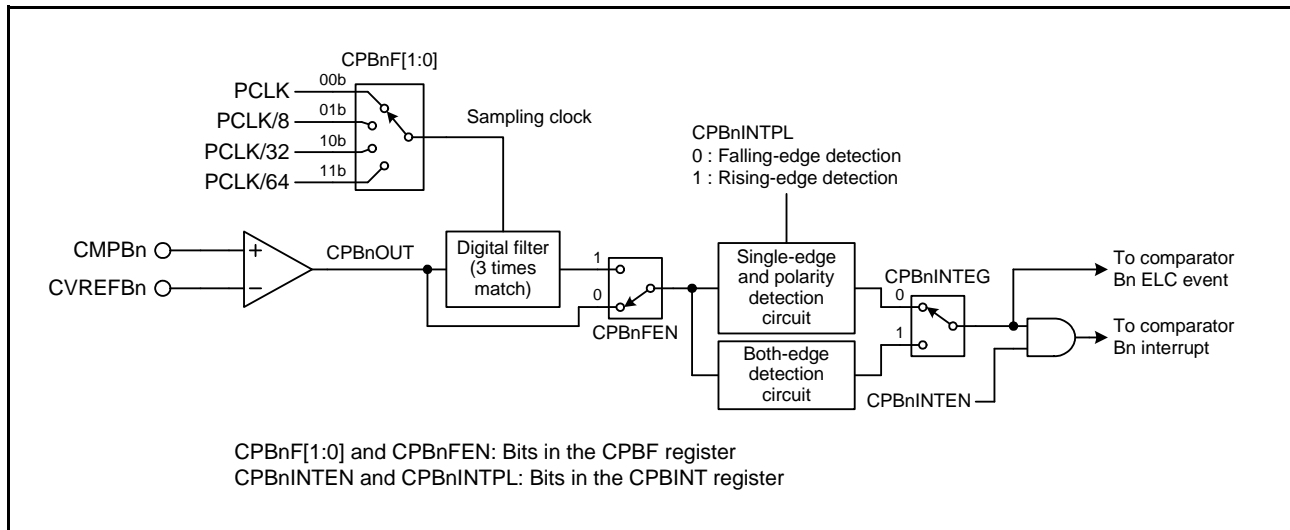 CPBnF[1:0]
PCLK
00b
PCLK/8
01b
PCLK/32
10b
PCLK/64
11b
Sampling clock
CPBnINTPL
0 : Falling-edge detection
1 : Rising-edge detection
CMPBn
CVREFBn
+
−
CPBnOUT
Digital filter
(3 times
match)
1
0
CPBnFEN
Single-edge
and polarity
detection
circuit
Both-edge
detection
circuit
CPBnINTEG
0
1
CPBnINTEN
To comparator
Bn ELC event
To comparator
Bn interrupt
CPBnF[1:0] and CPBnFEN: Bits in the CPBF register
CPBnINTEN and CPBnINTPL: Bits in the CPBINT register